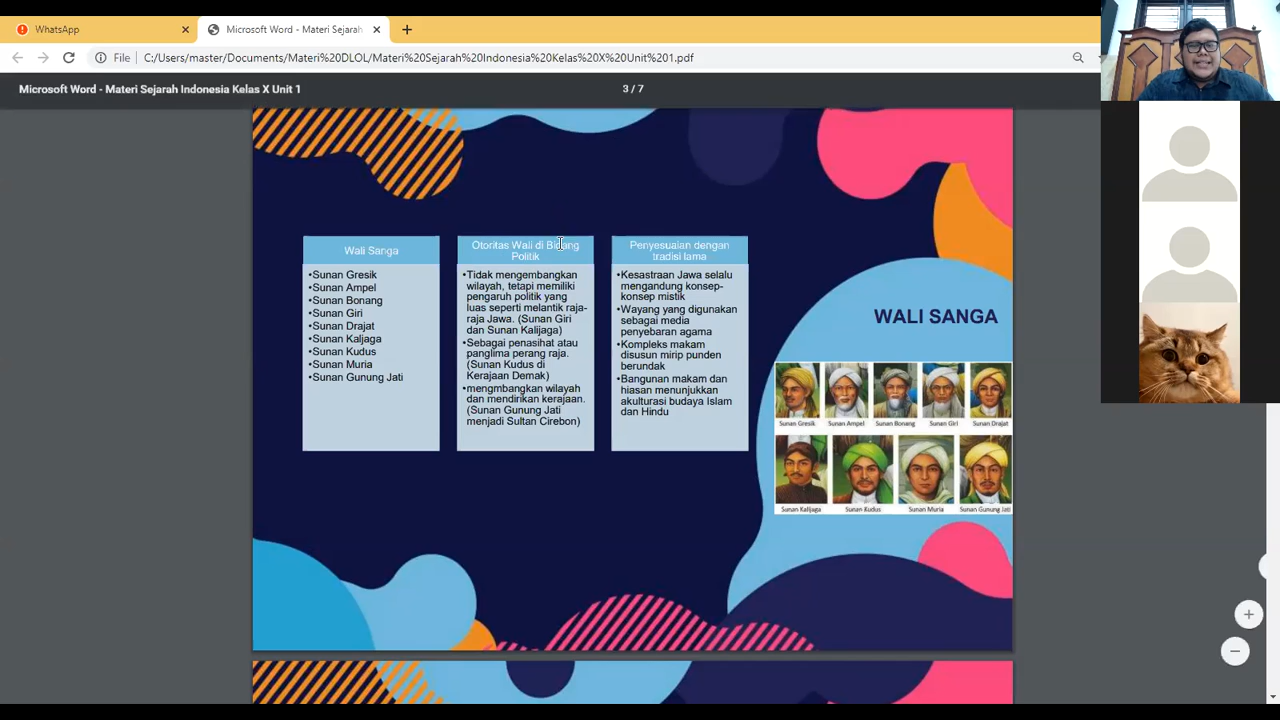 WhatsApp
Microsoft Word - Materi Sejarah
File
C:/Users/master/Documents/Materi%20DLOL/Materi%20Sejarah%20Indonesia%20Kelas%20X%20Unit%201.pdf
Microsoft Word - Materi Sejarah Indonesia Kelas X Unit 1
3 / 7
Wali Sanga
•Sunan Gresik
•Sunan Ampel
•Sunan Bonang
•Sunan Giri
•Sunan Drajat
•Sunan Kaljaga
•Sunan Kudus
•Sunan Muria
•Sunan Gunung Jati
Otoritas Wali di Bidang
Politik
•Tidak mengembangkan
wilayah, tetapi memiliki
pengaruh politik yang
luas seperti melantik raja-
raja Jawa. (Sunan Giri
dan Sunan Kalijaga)
•Sebagai penasihat atau
panglima perang raja.
(Sunan Kudus di
Kerajaan Demak)
•mengmbangkan wilayah
dan mendirikan kerajaan.
(Sunan Gunung Jati
menjadi Sultan Cirebon)
Penyesuaian dengan
tradisi lama
•Kesastraan Jawa selalu
mengandung konsep-
konsep mistik
•Wayang yang digunakan
sebagai media
penyebaran agama
•Kompleks makam
disusun mirip punden
berundak
•Bangunan makam dan
hiasan menunjukkan
akulturasi budaya Islam
dan Hindu
WALI SANGA
Sunan Gresik
Sunan Ampel
Sunan Bonang
Sunan Giri
Sunan Drajat
Sunan Kalijaga
Sunan Kudus
Sunan Muria
Sunan Gunung Jati